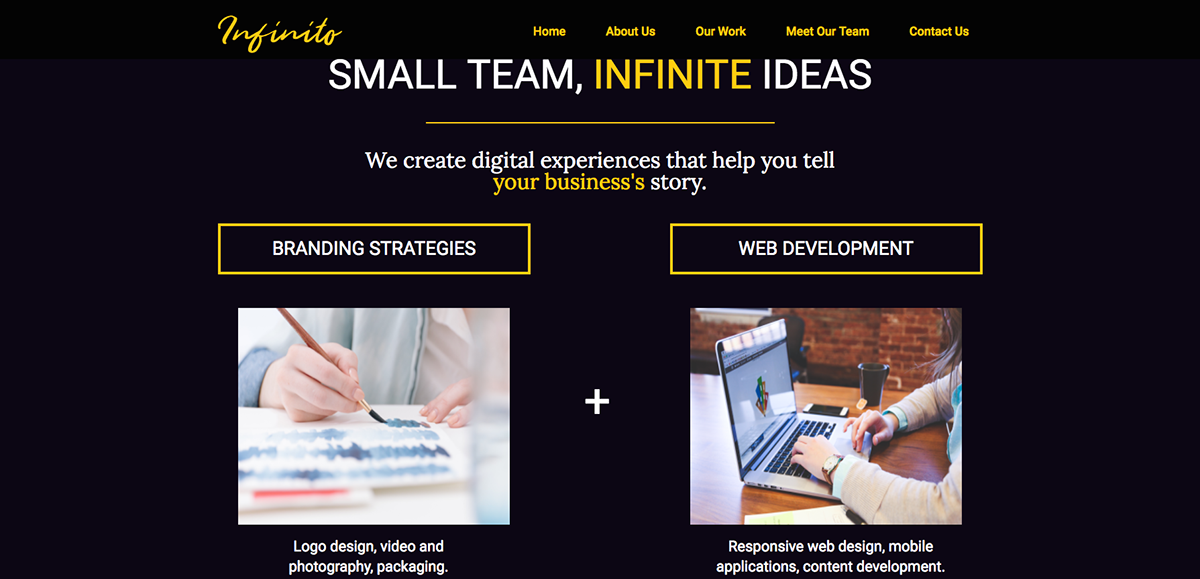 Infinito
Home
About Us
Our Work
Meet Our Team
Contact Us
SMALL TEAM, INFINITE IDEAS
We create digital experiences that help you tell
your business's story.
BRANDING STRATEGIES
WEB DEVELOPMENT
+
Logo design, video and
photography, packaging.
Responsive web design, mobile
applications, content development.